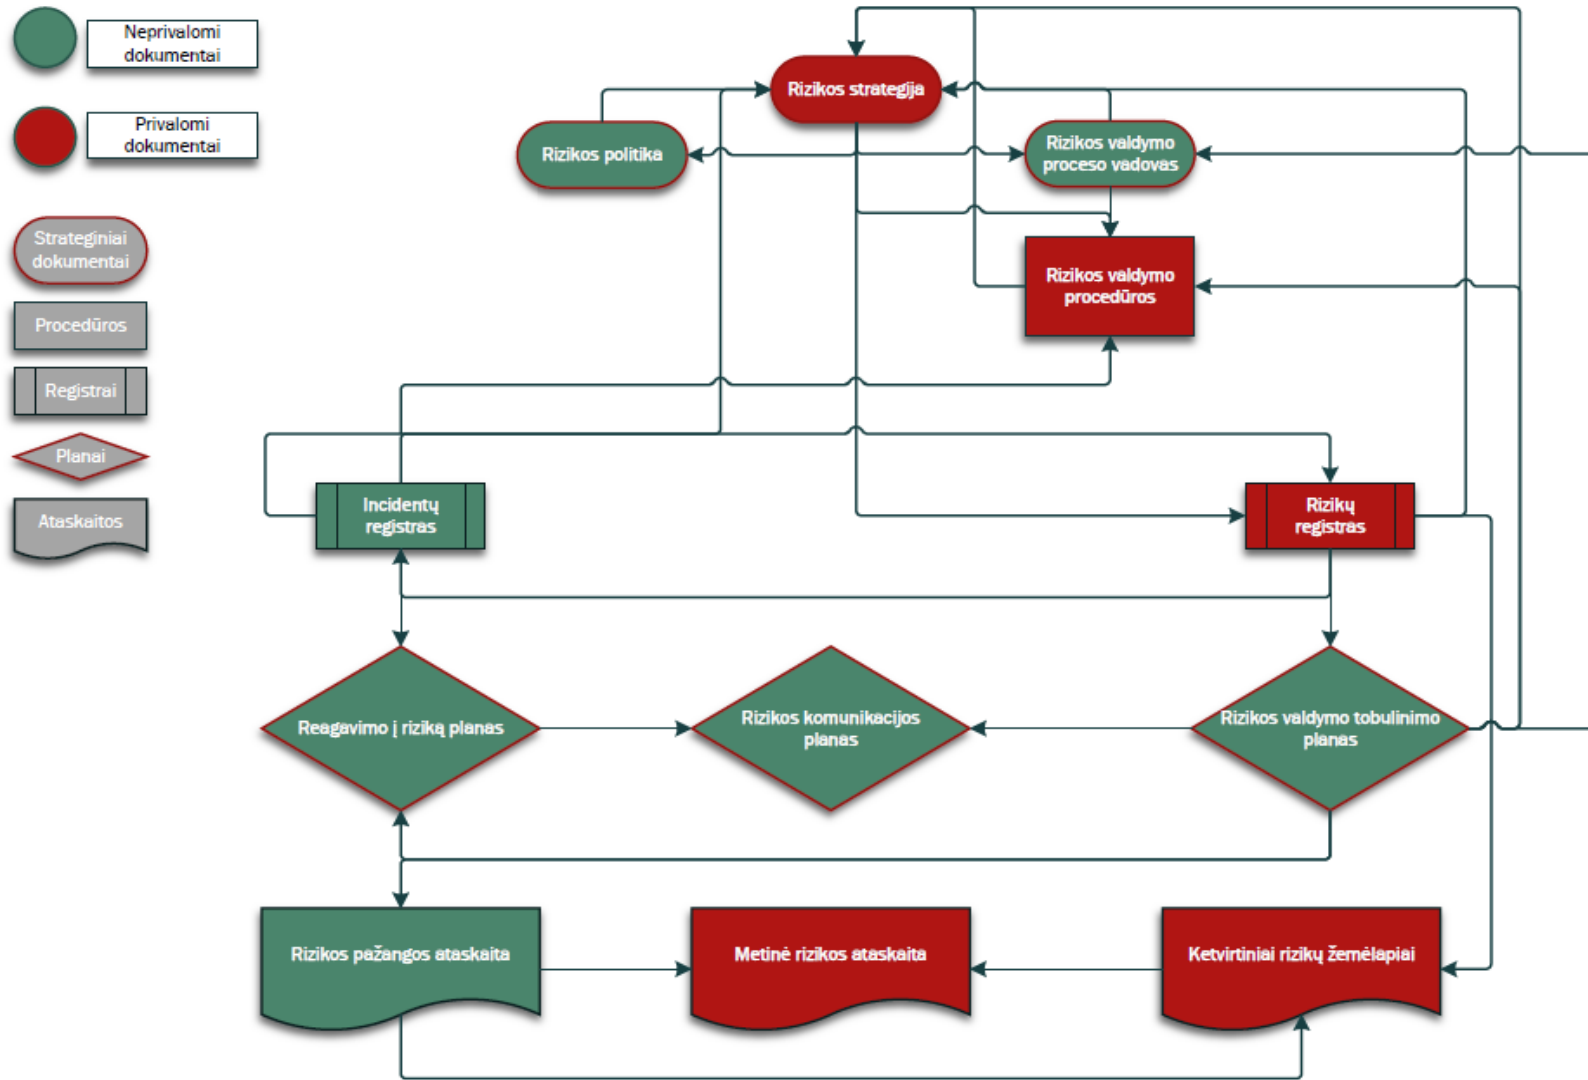 Neprivalomi
dokumentai
Privalomi
dokumentai
Strateginiai
dokumentai
Procedūros
Registrai
Planai
Ataskaitos
Rizikos strategija
Rizikos politika
Rizikos valdymo
proceso vadovas
Rizikos valdymo
procedūros
Incidentų
registras
Rizikų
registras
Reagavimo į riziką planas
Rizikos komunikacijos
planas
Rizikos valdymo tobulinimo
planas
Rizikos pažangos ataskaita
Metinė rizikos ataskaita
Ketvirtiniai rizikų žemėlapiai